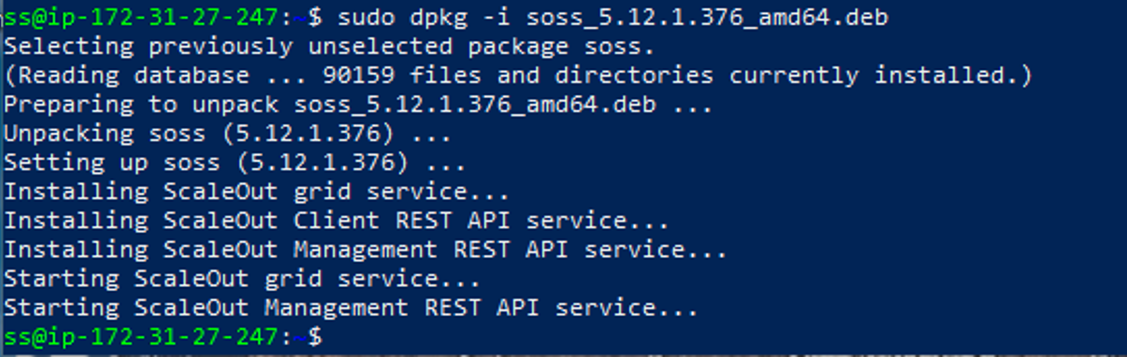 ss@ip-172-31-27-247:~$ sudo dpkg -i soss_5.12.1.376_amd64.deb
Selecting previously unselected package soss.
(Reading database ... 90159 files and directories currently installed.)
Preparing to unpack soss_5.12.1.376_amd64.deb ...
Unpacking soss (5.12.1.376) ...
Setting up soss (5.12.1.376) ...
Installing ScaleOut grid service...
Installing ScaleOut Client REST API service...
Installing ScaleOut Management REST API service...
Starting ScaleOut grid service...
Starting ScaleOut Management REST API service...
ss@ip-172-31-27-247:~$